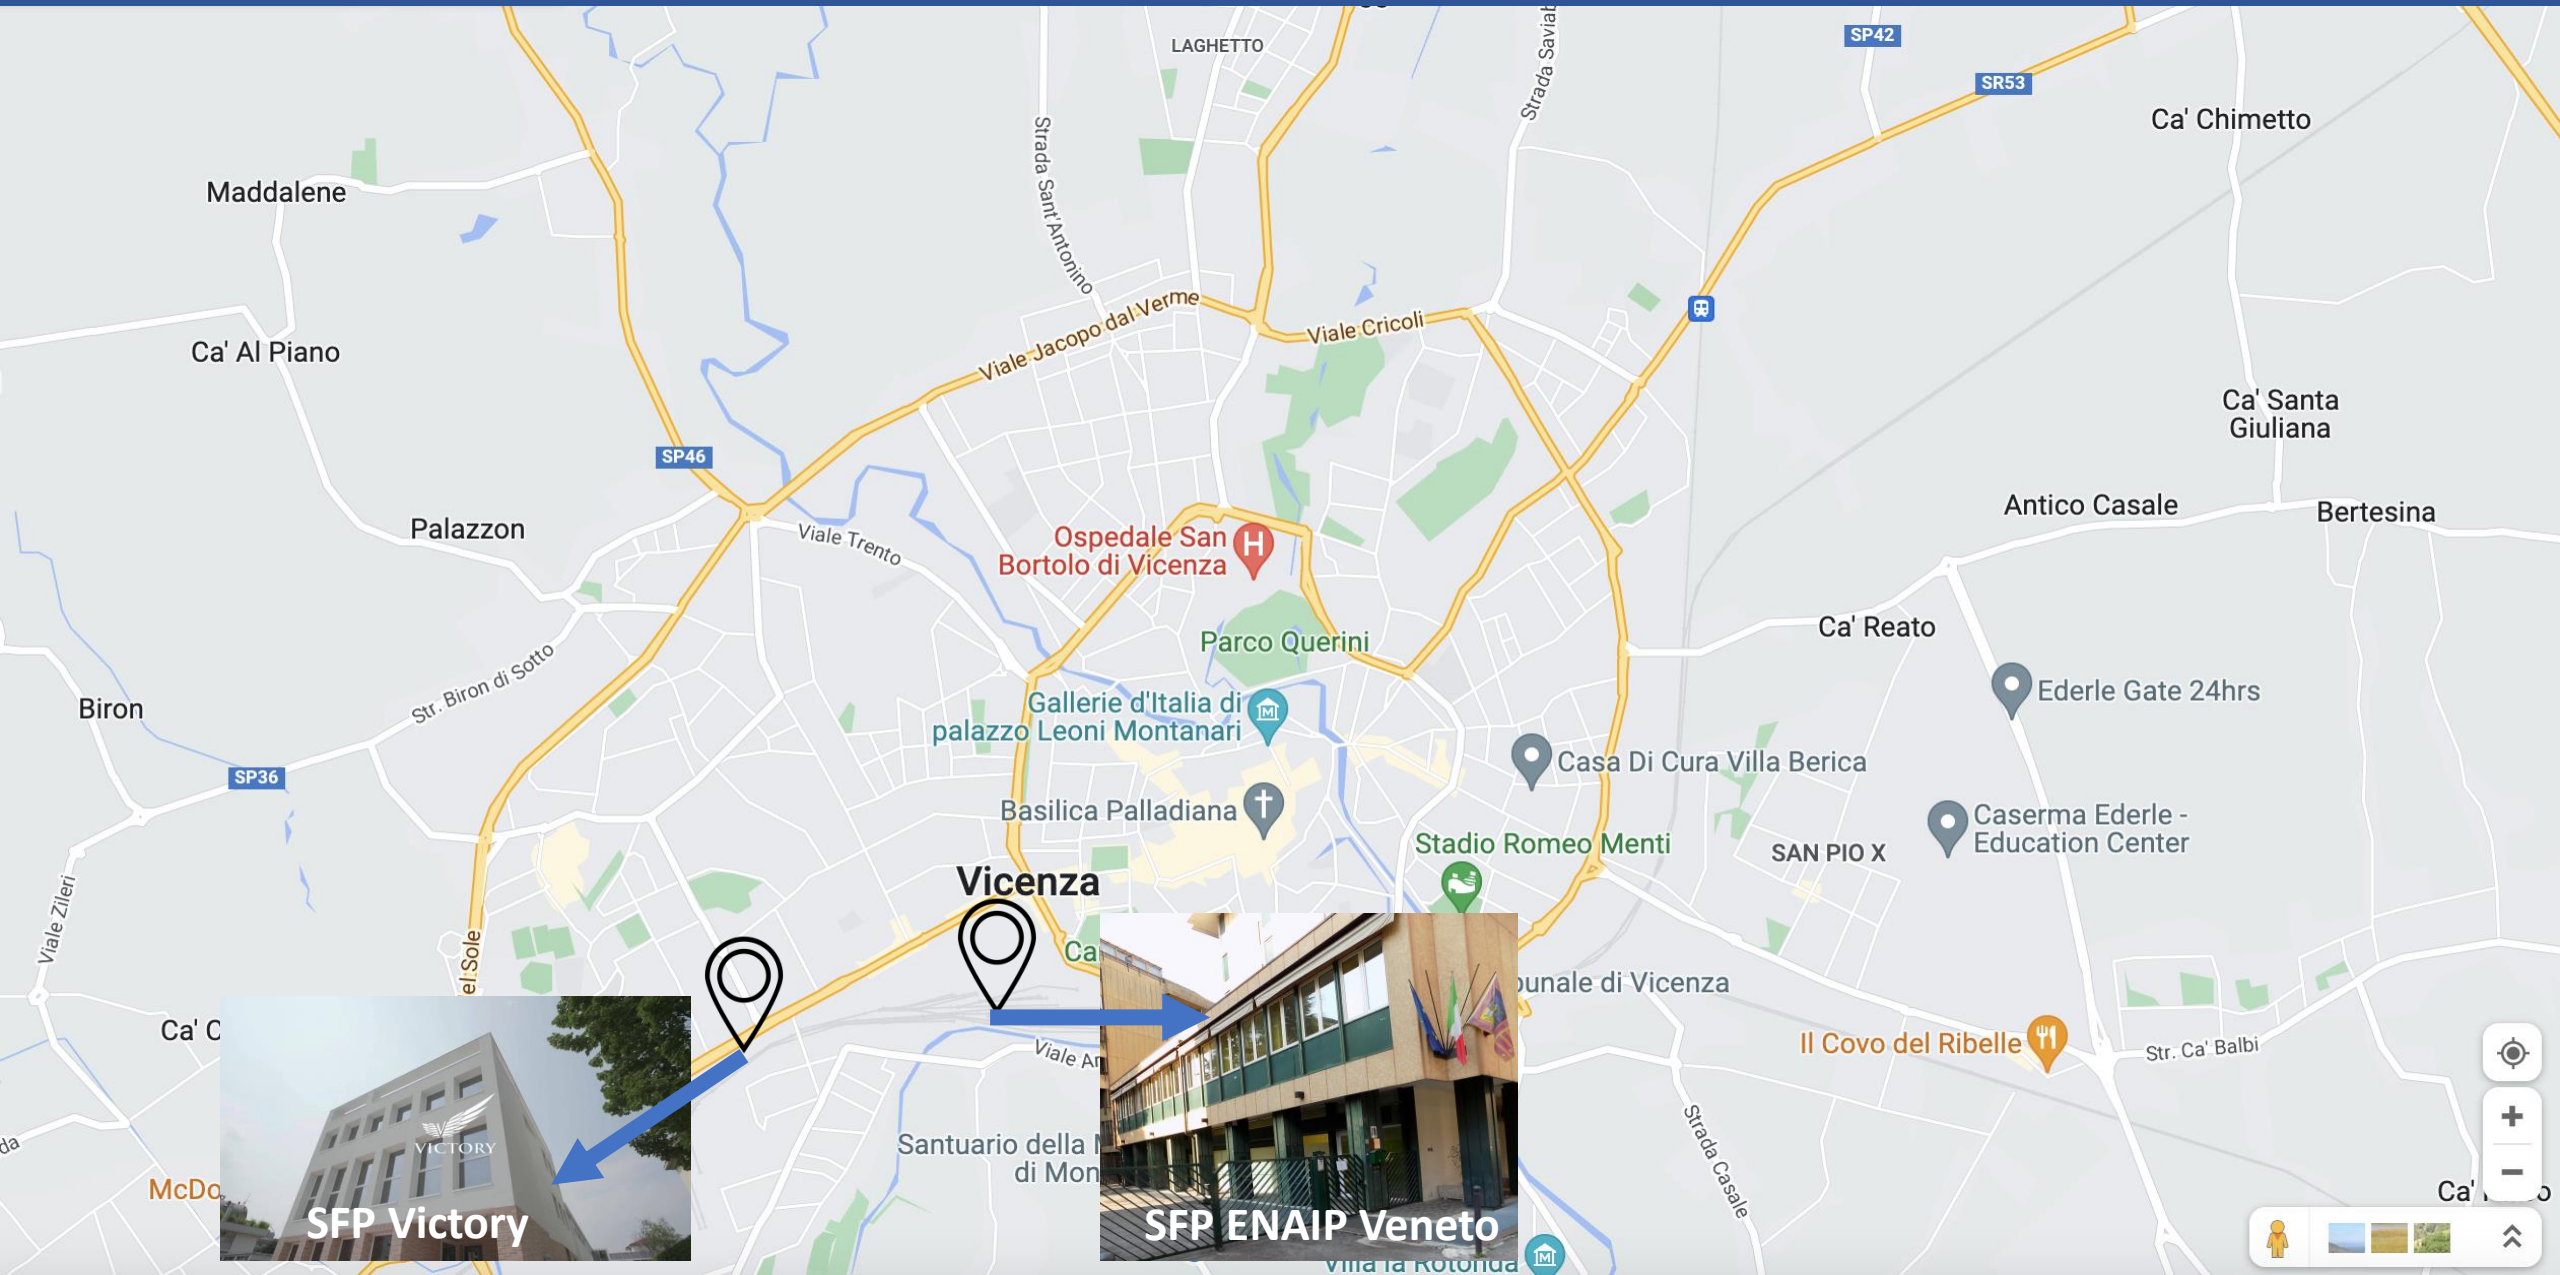 LAGHETTO
Strada Saviab
SP42
SR53
Ca' Chimetto
Strada Sant'Antonino
Maddalene
Viale Jacopo dal Verme
Viale Cricoli
Ca' Al Piano
Ca' Santa
Giuliana
SP46
Antico Casale
Bertesina
Palazzon
Viale Trento
Ospedale San
Bortolo di Vicenza
H
Parco Querini
Ca' Reato
Str. Biron di Sotto
Biron
Gallerie d'Italia di
palazzo Leoni Montanari
M
Ederle Gate 24hrs
SP36
Casa Di Cura Villa Berica
Basilica Palladiana
Caserma Ederle -
Education Center
Stadio Romeo Menti
SAN PIO X
Vicenza
Viale Zileri
el Sole
Ca
bunale di Vicenza
Ca' C
Viale Ar
Il Covo del Ribelle
Str. Ca' Balbi
VICTORY
Santuario della
di Mon
Strada Casale
da
McDo
Ca'
SFP Victory
SFP ENAIP Veneto
Villa la Rotonda
M